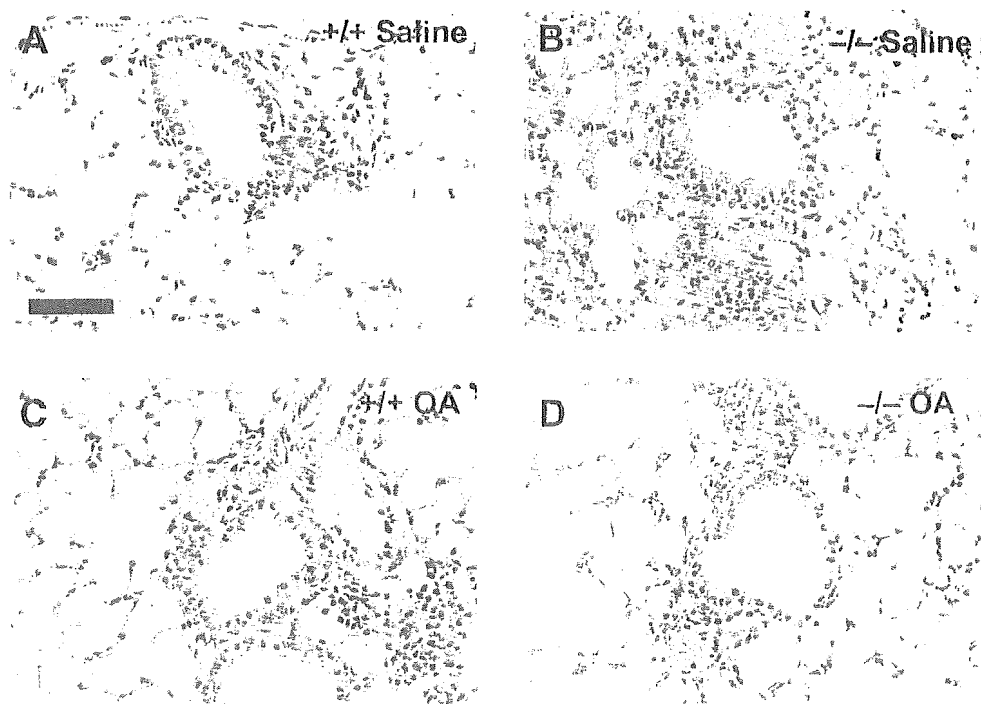 A +/+ Saline
B –/– Saline
C +/+ OA
D –/– OA